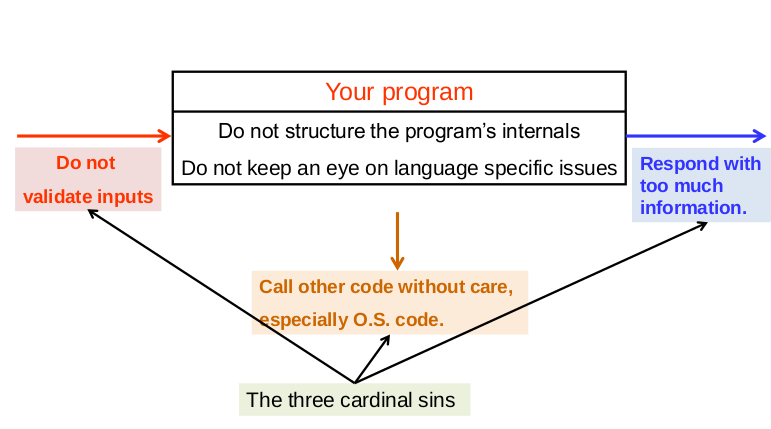 Your program
Do not structure the program’s internals
Do not keep an eye on language specific issues
Do not
validate inputs
Respond with
too much
information.
Call other code without care,
especially O.S. code.
The three cardinal sins